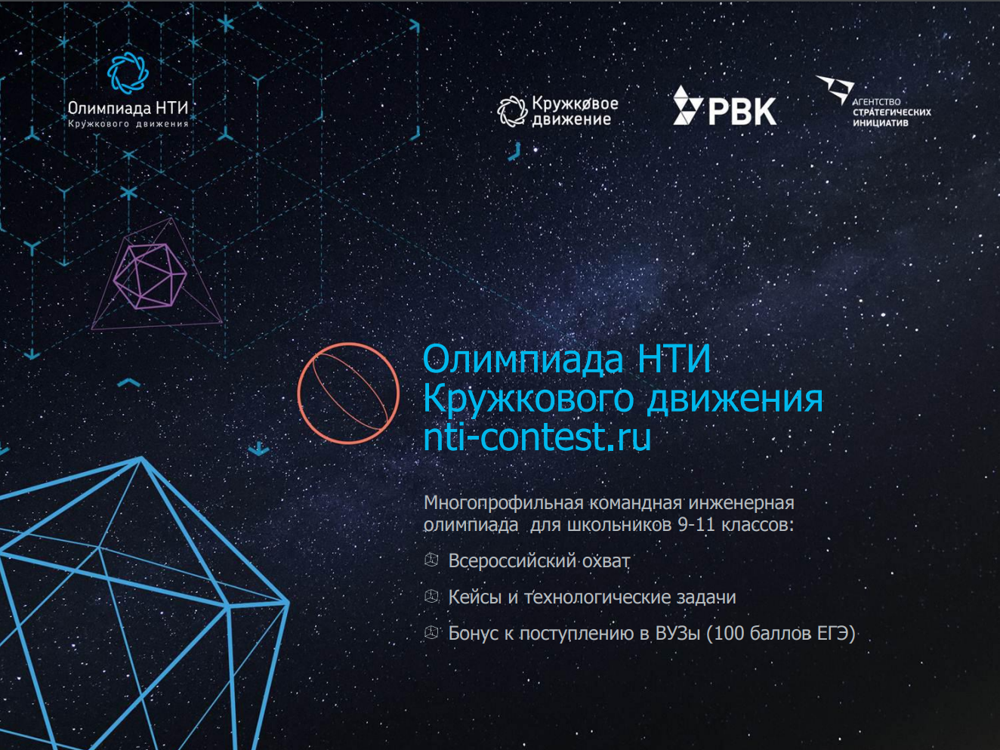 Олимпиада НТИ
Кружкового движения
Кружковое
движение
РВК
АГЕНТСТВО
СТРАТЕГИЧЕСКИХ
ИНИЦИАТИВ
Олимпиада НТИ
Кружкового движения
nti-contest.ru
Многопрофильная командная инженерная
олимпиада для школьников 9-11 классов:
Всероссийский охват
Кейсы и технологические задачи
Бонус к поступлению в ВУЗы (100 баллов ЕГЭ)